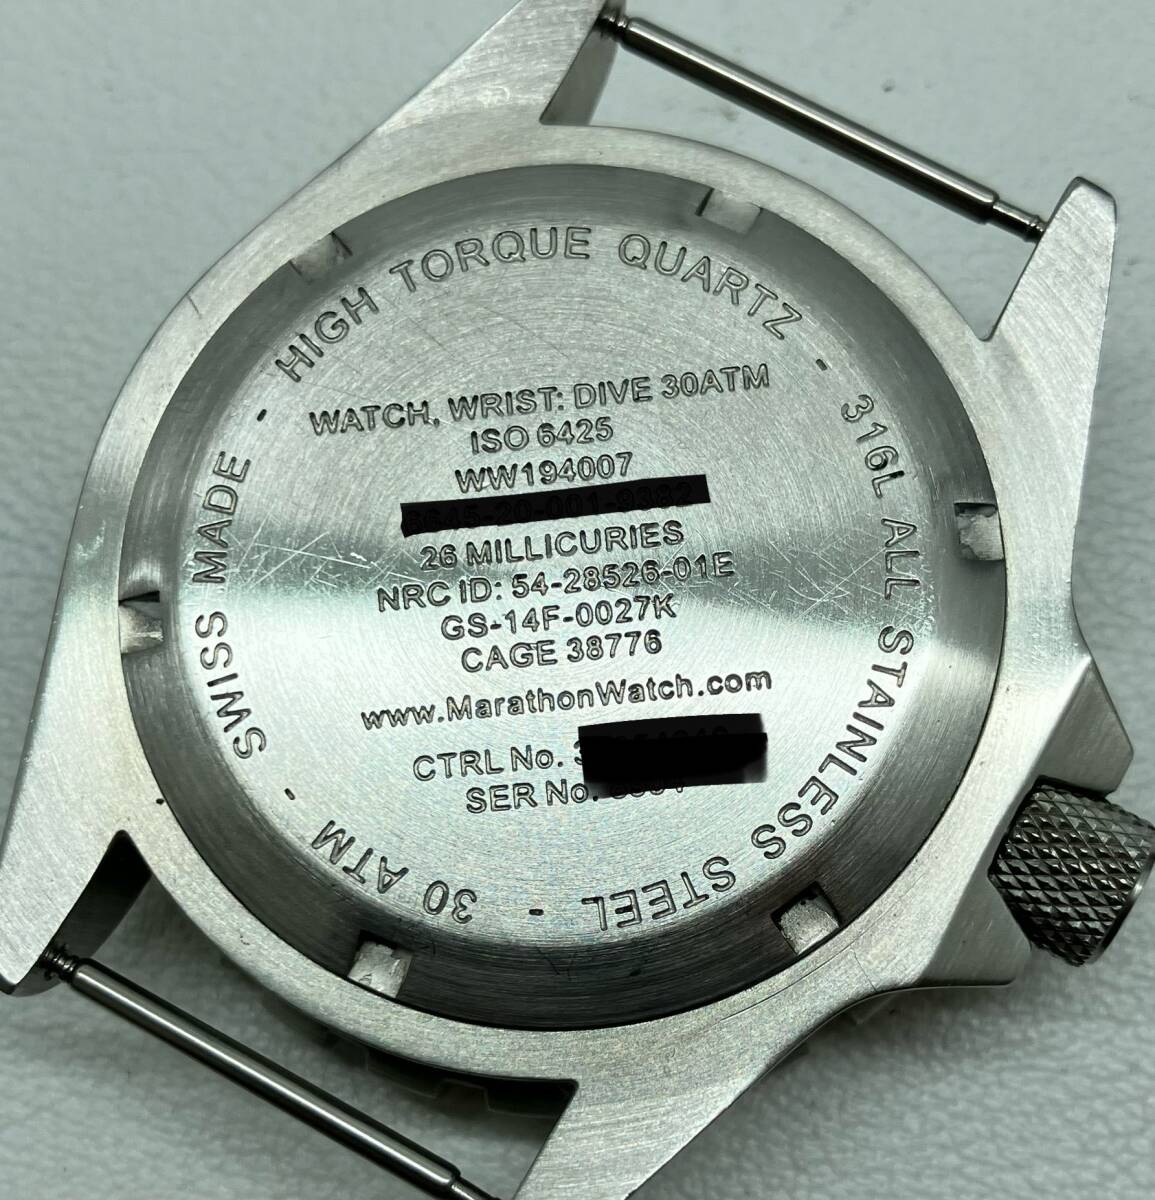 HIGH TORQUE QUARTZ - 316L ALL STAINLESS STEEL - 30 ATM - SWISS MADE -
WATCH, WRIST: DIVE 30ATM
ISO 6425
WW194007
26 MILLICURIES
NRC ID: 54-28526-01E
GS-14F-0027K
CAGE 38776
www.MarathonWatch.com
CTRL No.
SER No.